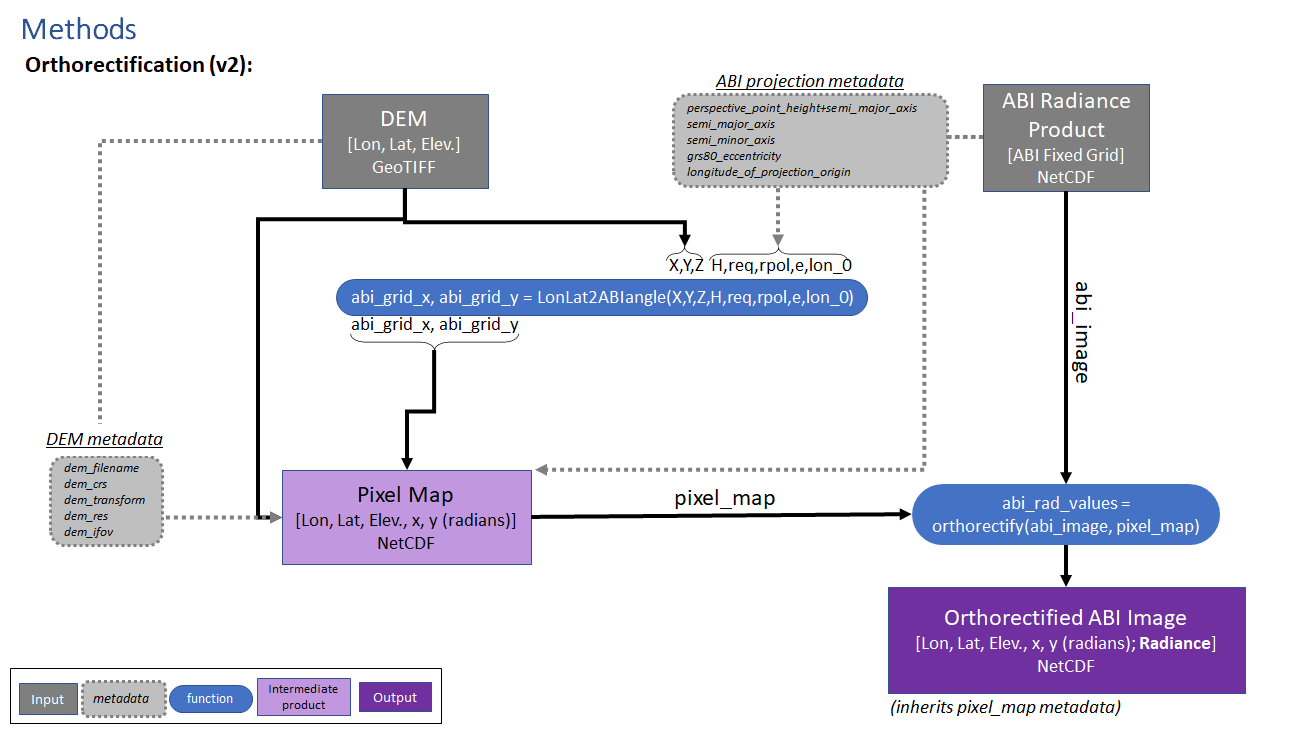 Methods
Orthorectification (v2):
DEM
[Lon, Lat, Elev.]
GeoTIFF
ABI projection metadata
perspective_point_height+semi_major_axis
semi_major_axis
semi_minor_axis
grs80_eccentricity
longitude_of_projection_origin
ABI Radiance
Product
[ABI Fixed Grid]
NetCDF
X,Y,Z H,req,rpol,e,lon_0
abi_grid_x, abi_grid_y = LonLat2ABIangle(X,Y,Z,H,req,rpol,e,lon_0)
abi_grid_x, abi_grid_y
abi_image
DEM metadata
dem_filename
dem_crs
dem_transform
dem_res
dem_ifov
Pixel Map
[Lon, Lat, Elev., x, y (radians)]
NetCDF
pixel_map
abi_rad_values =
orthorectify(abi_image, pixel_map)
Orthorectified ABI Image
[Lon, Lat, Elev., x, y (radians); Radiance]
NetCDF
(inherits pixel_map metadata)
Input
metadata
function
Intermediate
product
Output